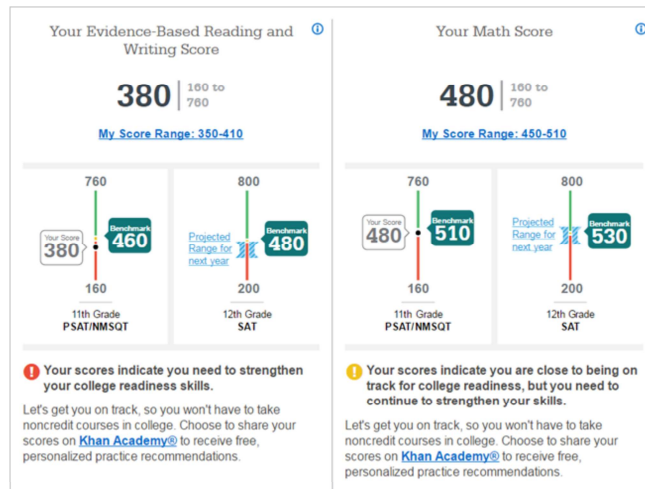 Your Evidence-Based Reading and
Writing Score
380
160 to
760
My Score Range: 350-410
760
Your Score
380
Benchmark
460
160
11th Grade
PSAT/NMSQT
800
Projected
Range for
next year
Benchmark
480
200
12th Grade
SAT
Your scores indicate you need to strengthen
your college readiness skills.
Let's get you on track, so you won't have to take
noncredit courses in college. Choose to share your
scores on Khan Academy® to receive free,
personalized practice recommendations.
Your Math Score
480
160 to
760
My Score Range: 450-510
760
Your Score
480
Benchmark
510
160
11th Grade
PSAT/NMSQT
800
Projected
Range for
next year
Benchmark
530
200
12th Grade
SAT
Your scores indicate you are close to being on
track for college readiness, but you need to
continue to strengthen your skills.
Let's get you on track, so you won't have to take
noncredit courses in college. Choose to share your
scores on Khan Academy® to receive free,
personalized practice recommendations.